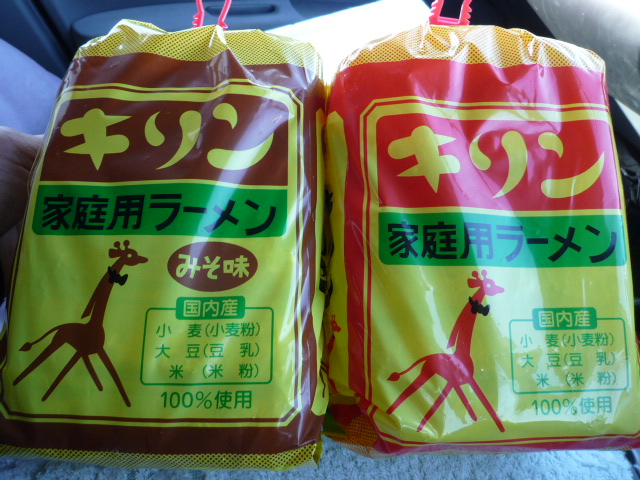 キリン
家庭用ラーメン
みそ味
国内産
小麦(小麦粉)
大豆(豆乳)
米(米粉)
100%使用
キリン
家庭用ラーメン
国内産
小麦(小麦粉)
大豆(豆乳)
米(米粉)
100%使用